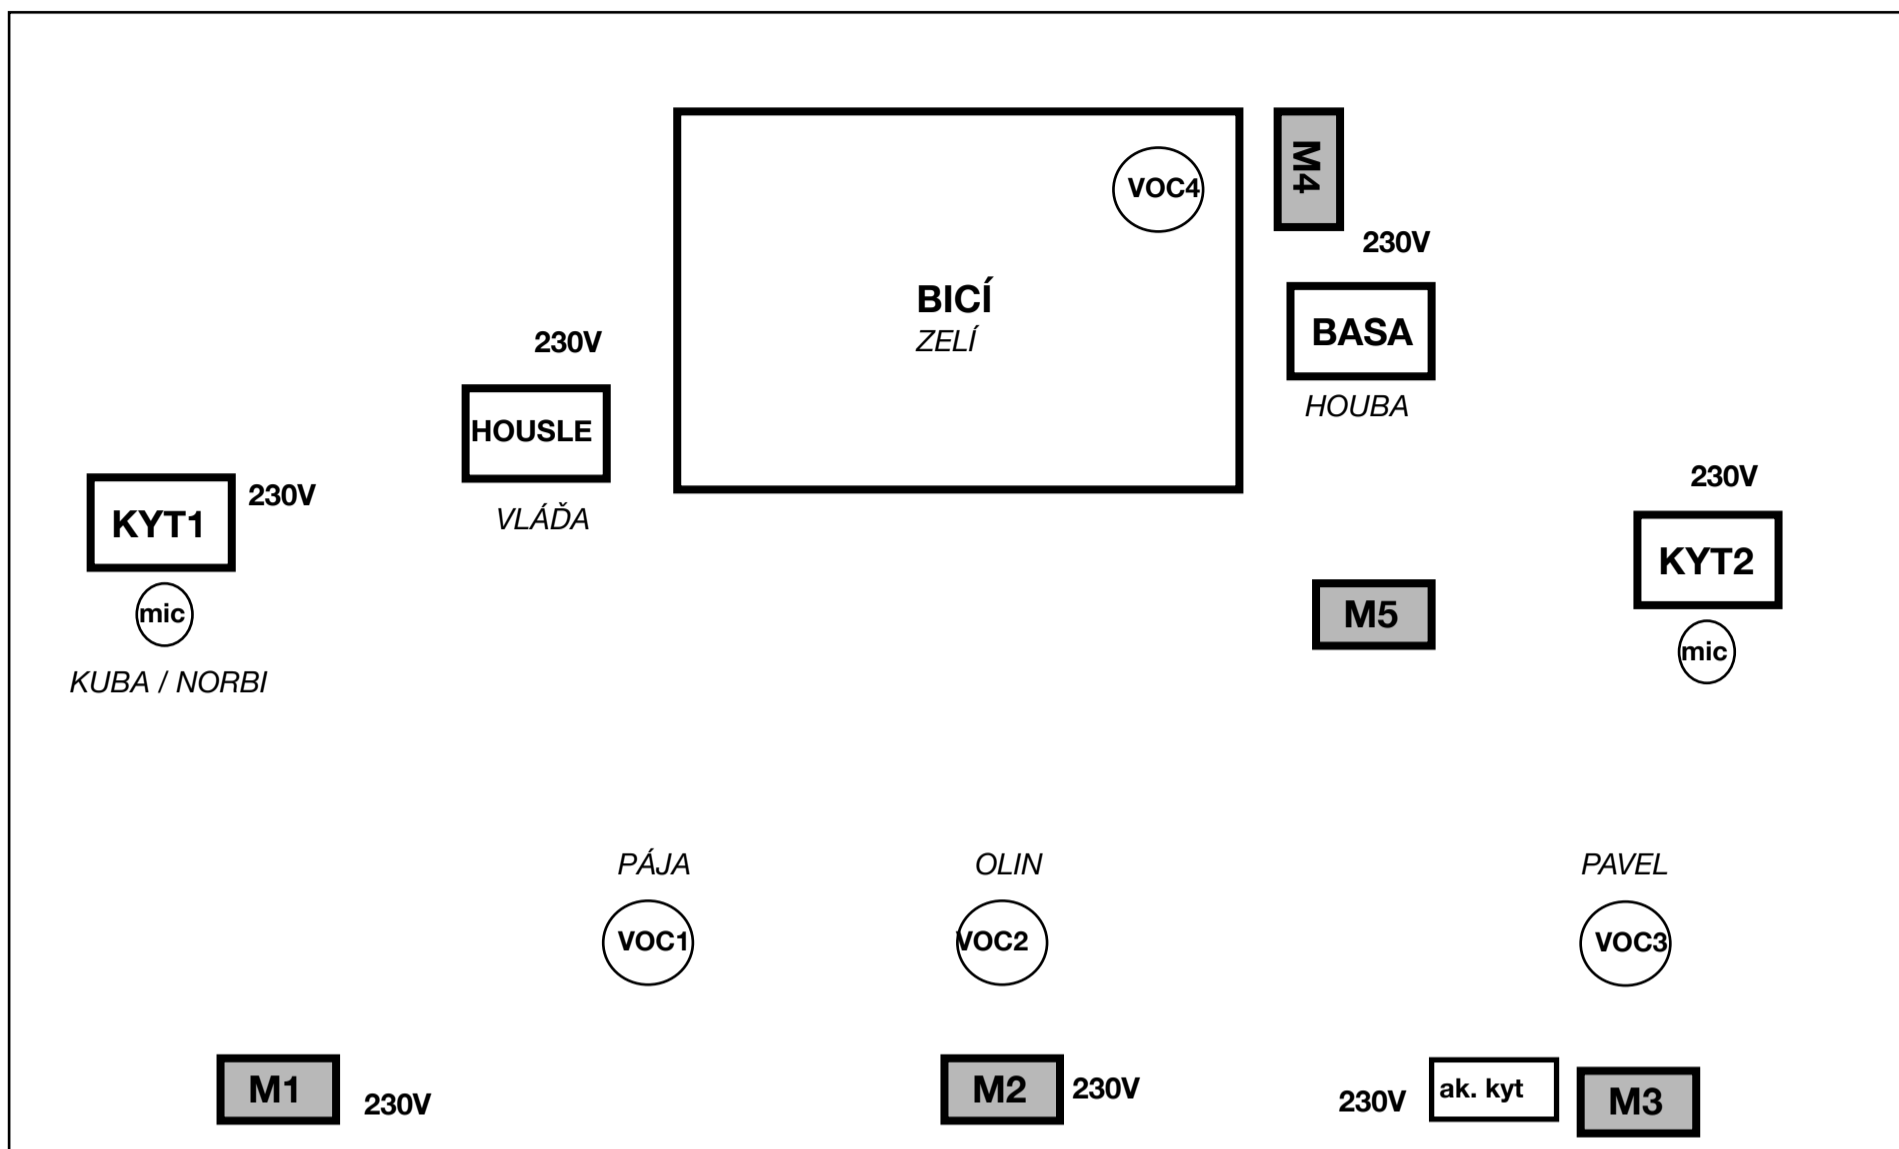 M4
VOC4
230V
BICÍ
ZELÍ
BASA
HOUBA
230V
HOUSLE
VLÁĎA
KYT1
230V
mic
KUBA / NORBI
230V
KYT2
mic
M5
PÁJA
VOC1
OLIN
VOC2
PAVEL
VOC3
M1
230V
M2
230V
230V
ak. kyt
M3